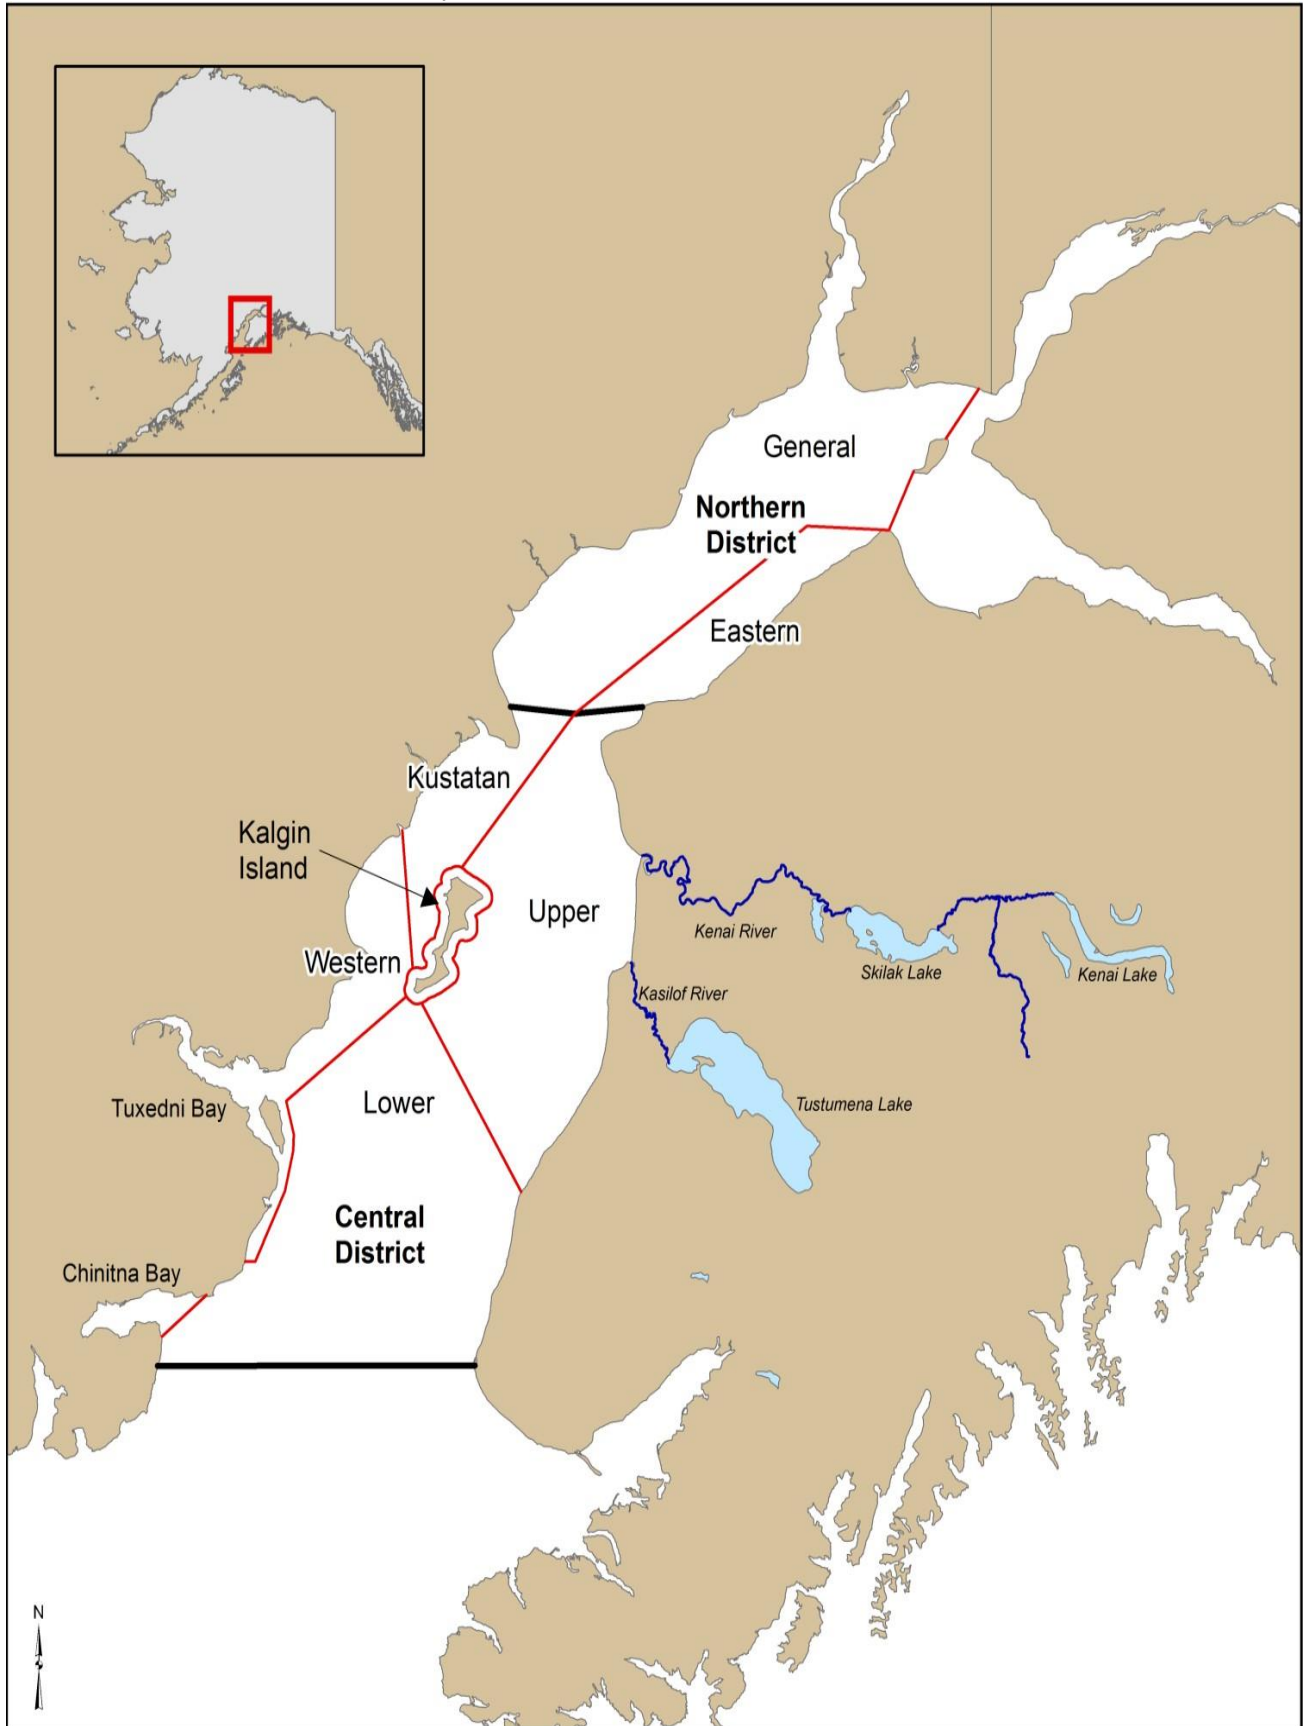 General
Northern
District
Eastern
Kustatan
Kalgin
Island
Upper
Kenai River
Western
Skilak Lake
Kenai Lake
Kasilof River
Tuxedni Bay
Lower
Tustumena Lake
Central
District
Chinitna Bay
N